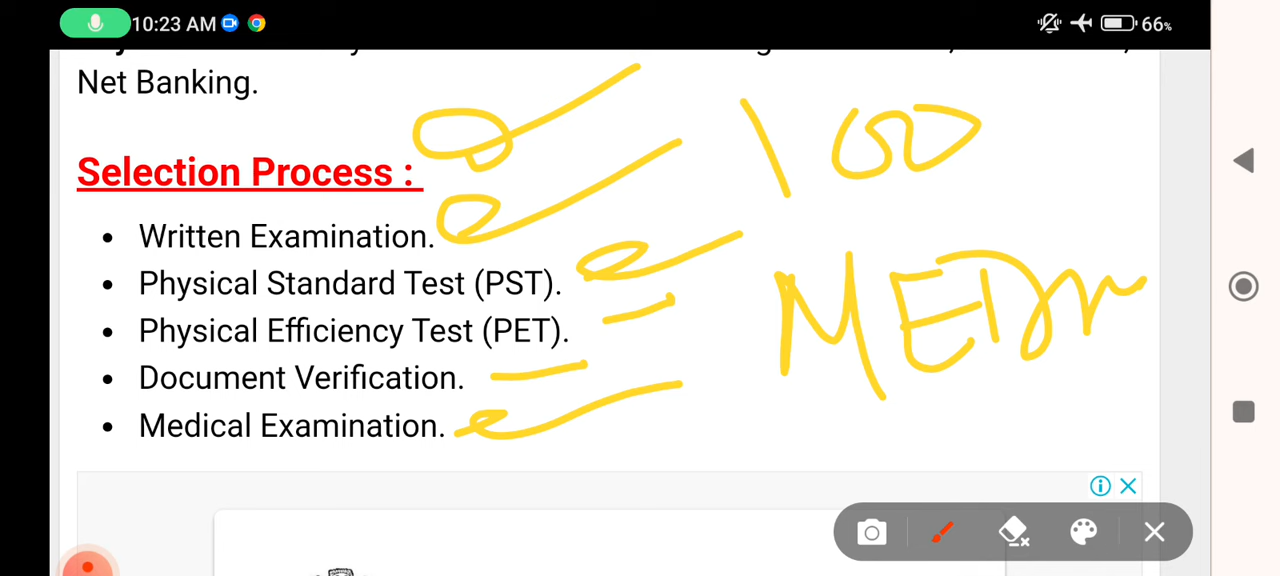 10:23 AM 66%
Net Banking.
100
Selection Process :
Written Examination.
Physical Standard Test (PST).
Physical Efficiency Test (PET).
Document Verification.
Medical Examination.